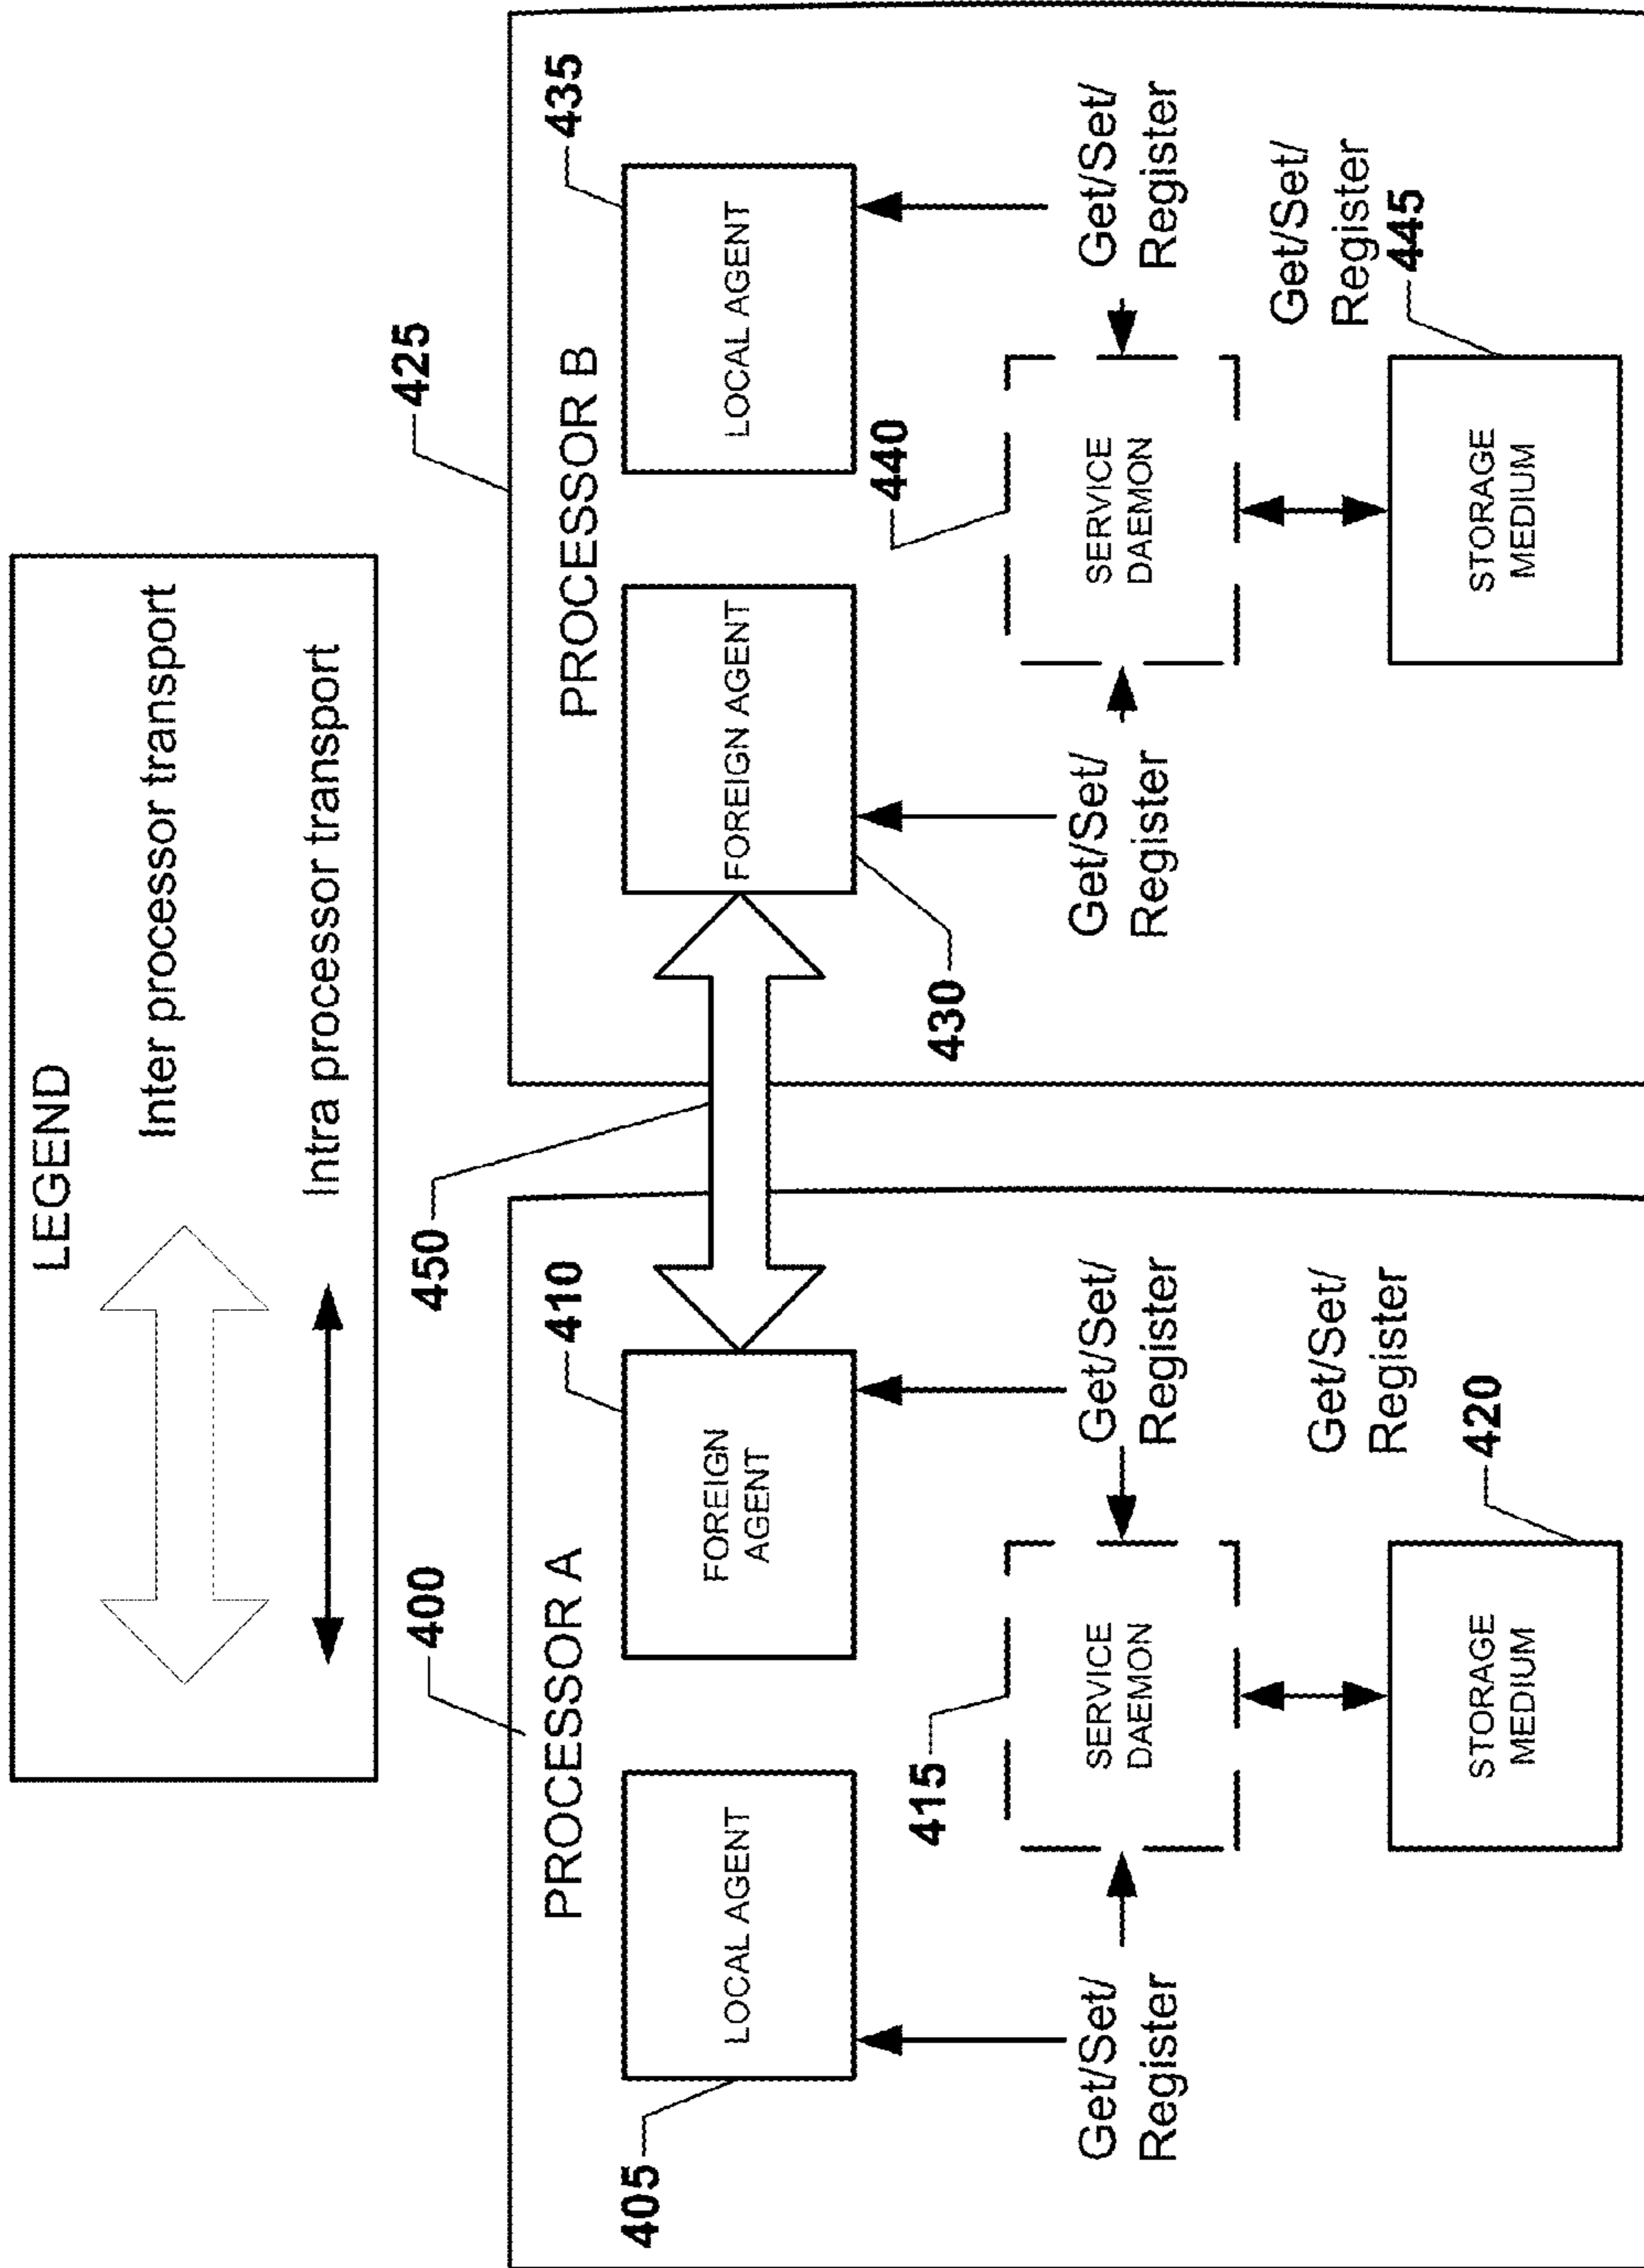 LEGEND
Inter processor transport
Intra processor transport
450
400
425
PROCESSOR A
PROCESSOR B
410
435
405
LOCAL AGENT
FOREIGN
AGENT
FOREIGN AGENT
LOCAL AGENT
415
430
440
Get/Set/
Register
SERVICE
DAEMON
Get/Set/
Register
Get/Set/
Register
SERVICE
DAEMON
Get/Set/
Register
Get/Set/
Register
420
Get/Set/
Register
445
STORAGE
MEDIUM
STORAGE
MEDIUM